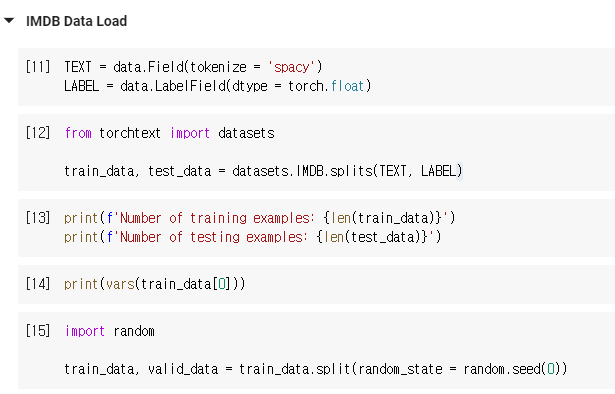 IMDB Data Load
[11] TEXT = data.Field(tokenize = 'spacy')
LABEL = data.LabelField(dtype = torch.float)
[12] from torchtext import datasets
train_data, test_data = datasets.IMDB.splits(TEXT, LABEL)
[13] print(f'Number of training examples: {len(train_data)}')
print(f'Number of testing examples: {len(test_data)}')
[14] print(vars(train_data[0]))
[15] import random
train_data, valid_data = train_data.split(random_state = random.seed(0))